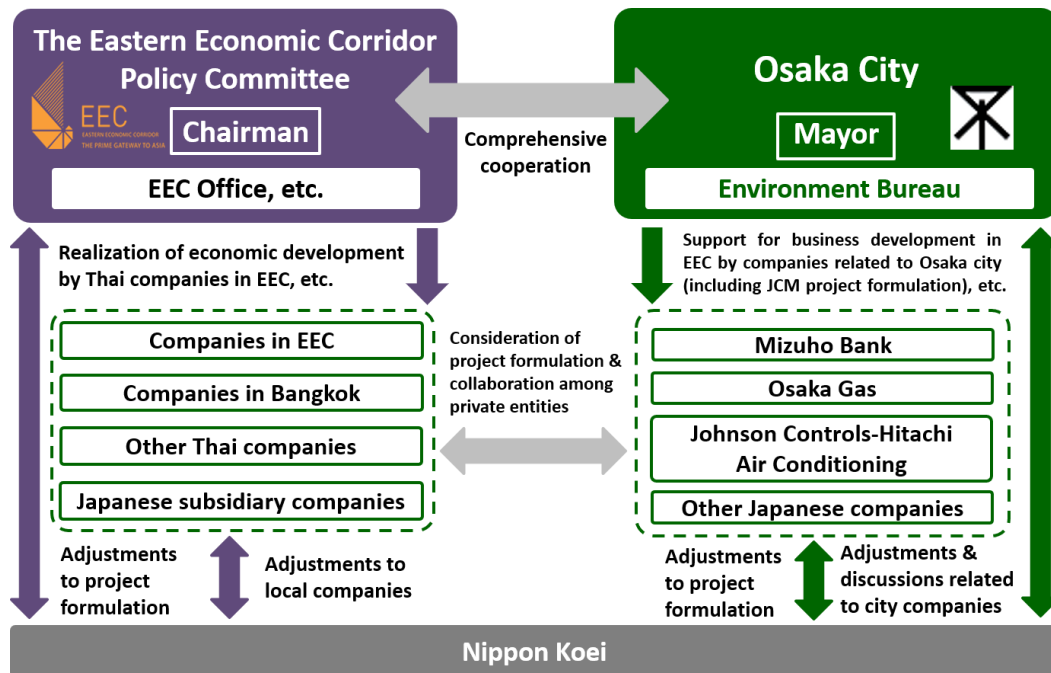 The Eastern Economic Corridor
Policy Committee
EEC
EASTERN ECONOMIC CORRIDOR
THE PRIME GATEWAY TO ASIA
Chairman
EEC Office, etc.
Comprehensive
cooperation
Osaka City
Mayor
Environment Bureau
Realization of economic development
by Thai companies in EEC, etc.
Support for business development in
EEC by companies related to Osaka city
(including JCM project formulation), etc.
Companies in EEC
Companies in Bangkok
Other Thai companies
Japanese subsidiary companies
Consideration of
project formulation &
collaboration among
private entities
Mizuho Bank
Osaka Gas
Johnson Controls-Hitachi
Air Conditioning
Other Japanese companies
Adjustments
to project
formulation
Adjustments to
local companies
Adjustments
to project
formulation
Adjustments &
discussions related
to city companies
Nippon Koei